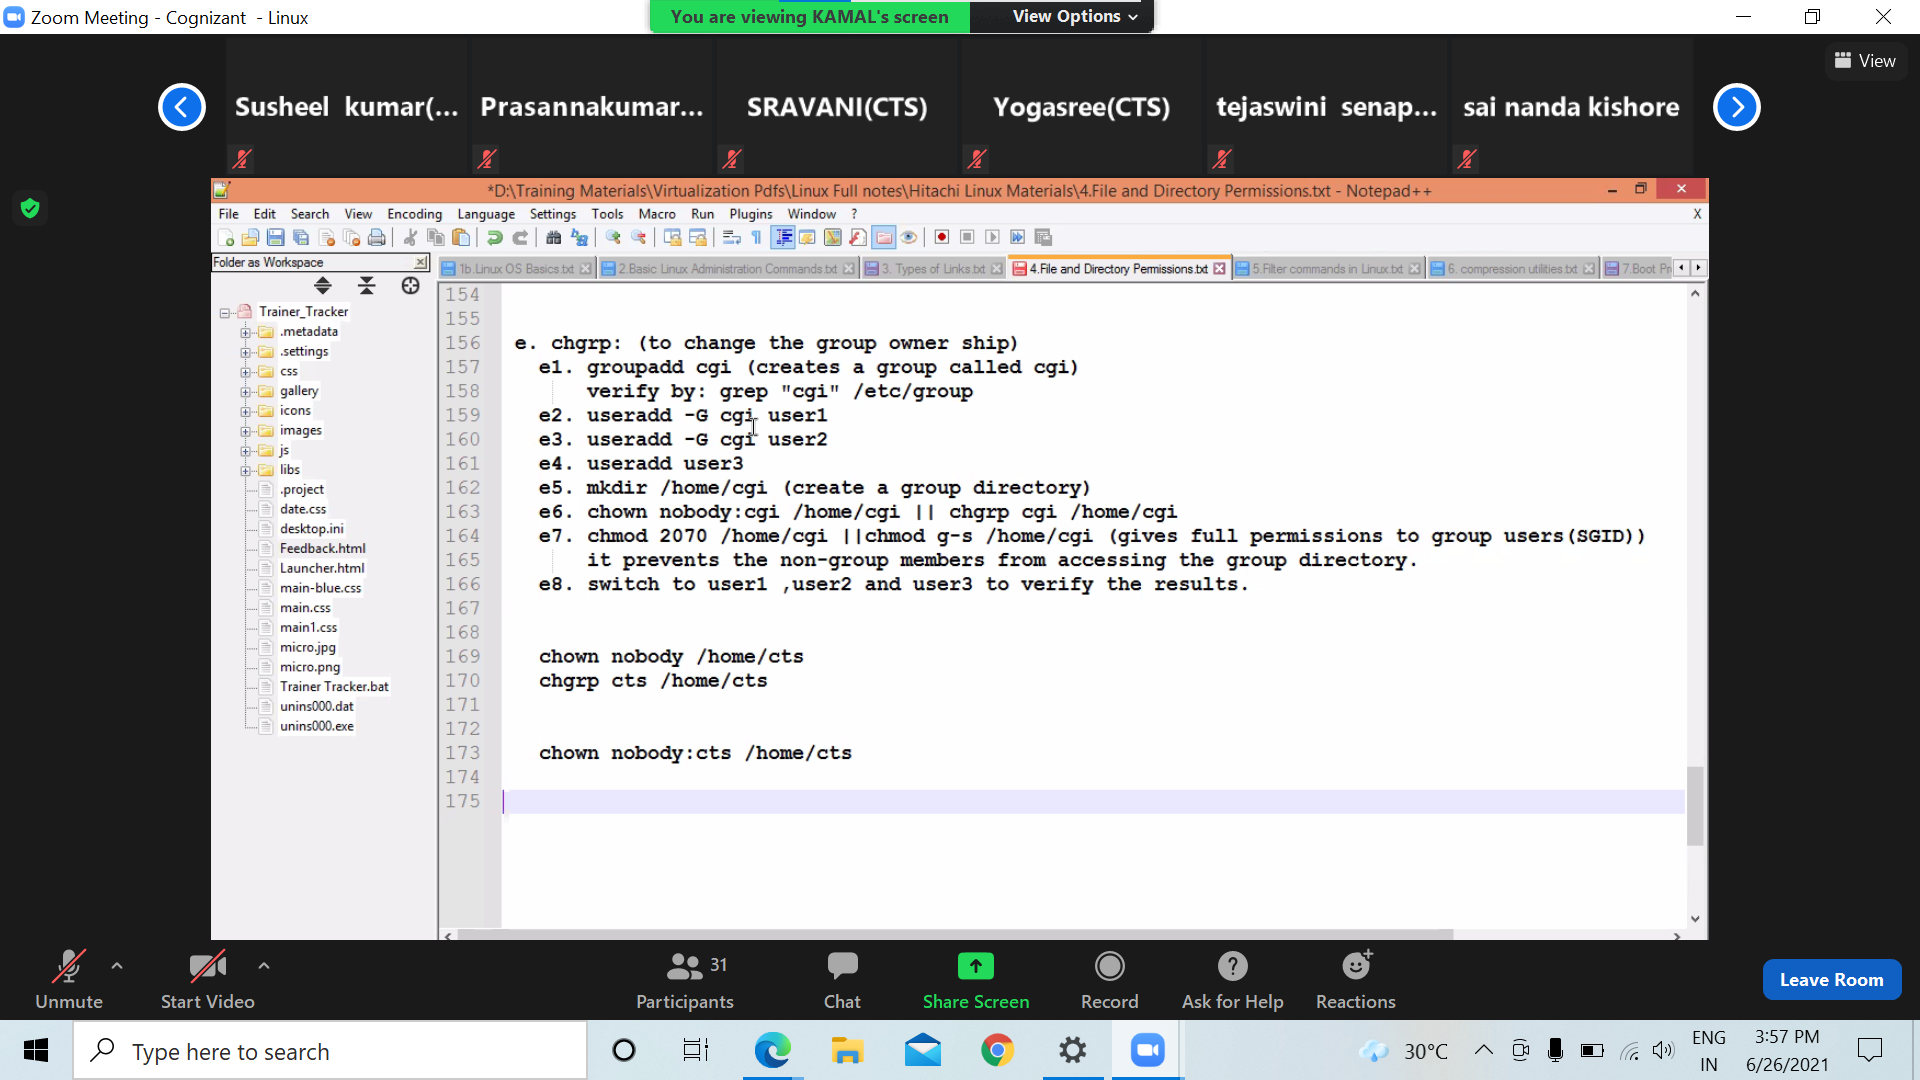 Zoom Meeting - Cognizant - Linux
You are viewing KAMAL's screen
View Options
View
Susheel kumar(...
Prasannakumar...
SRAVANI(CTS)
Yogasree(CTS)
tejaswini senap...
sai nanda kishore
*D:\Training Materials\Virtualization Pdfs\Linux Full notes\Hitachi Linux Materials\4.File and Directory Permissions.txt - Notepad++
File Edit Search View Encoding Language Settings Tools Macro Run Plugins Window ? X
Folder as Workspace
1b.Linux OS Basics.txt
2.Basic Linux Administration Commands.txt
3. Types of Links.txt
4.File and Directory Permissions.txt
5.Filter commands in Linux.txt
6. compression utilities.txt
7.Boot Pr
Trainer_Tracker
.metadata
.settings
css
gallery
icons
images
js
libs
.project
date.css
desktop.ini
Feedback.html
Launcher.html
main-blue.css
main.css
main1.css
micro.jpg
micro.png
Trainer Tracker.bat
unins000.dat
unins000.exe
154
155
156 e. chgrp: (to change the group owner ship)
157 e1. groupadd cgi (creates a group called cgi)
158 verify by: grep "cgi" /etc/group
159 e2. useradd -G cgi user1
160 e3. useradd -G cgi user2
161 e4. useradd user3
162 e5. mkdir /home/cgi (create a group directory)
163 e6. chown nobody:cgi /home/cgi || chgrp cgi /home/cgi
164 e7. chmod 2070 /home/cgi ||chmod g-s /home/cgi (gives full permissions to group users(SGID))
165 it prevents the non-group members from accessing the group directory.
166 e8. switch to user1 ,user2 and user3 to verify the results.
167
168
169 chown nobody /home/cts
170 chgrp cts /home/cts
171
172
173 chown nobody:cts /home/cts
174
175
Unmute
Start Video
Participants 31
Chat
Share Screen
Record
Ask for Help
Reactions
Leave Room
Type here to search
30°C
ENG
IN
3:57 PM
6/26/2021